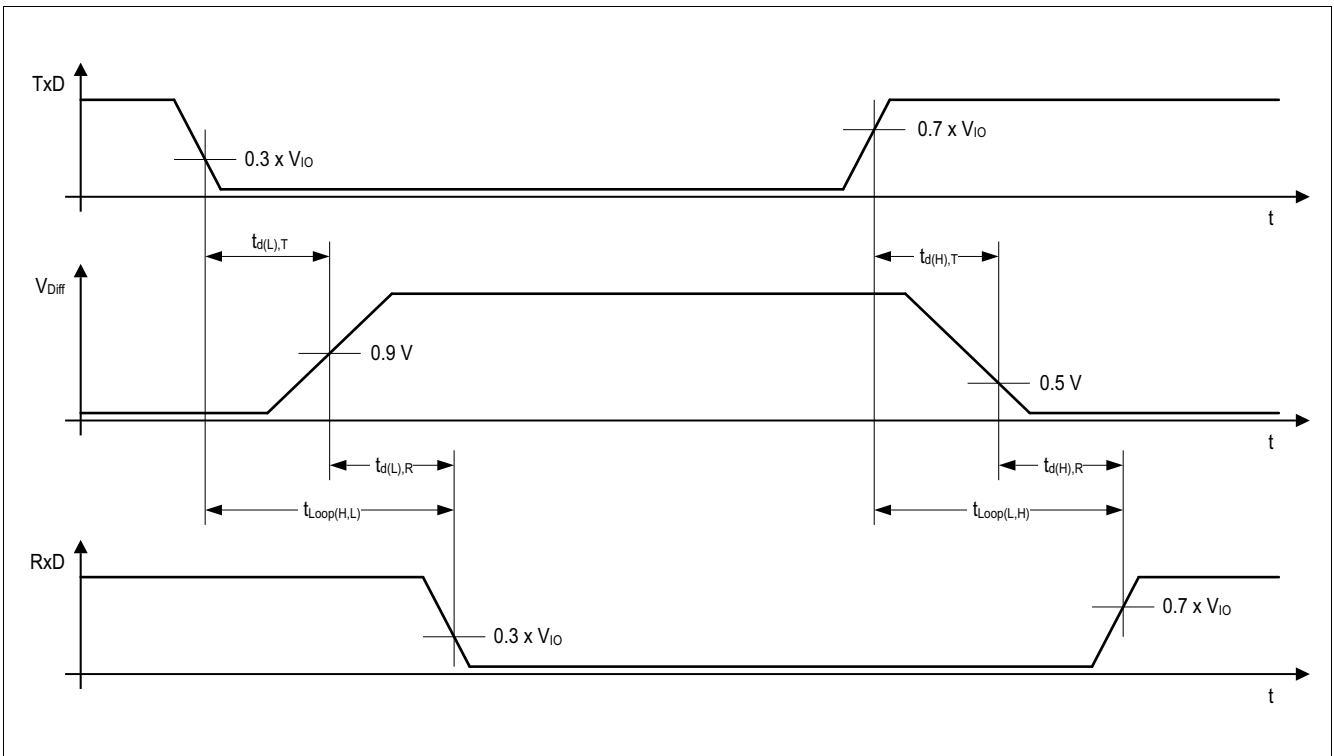 TxD
0.7 x VIO
0.3 x VIO
t
td(L),T
td(H),T
VDiff
0.9 V
0.5 V
t
td(L),R
td(H),R
tLoop(H,L)
tLoop(L,H)
RxD
0.7 x VIO
0.3 x VIO
t